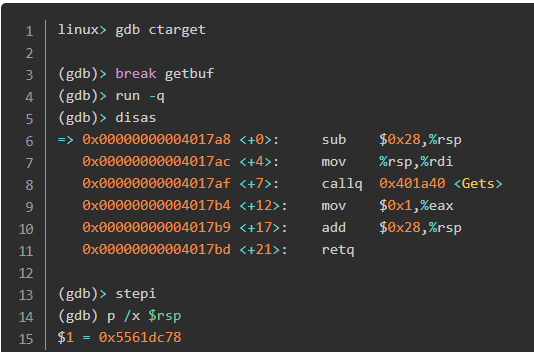 1 linux> gdb ctarget
2
3 (gdb)> break getbuf
4 (gdb)> run -q
5 (gdb)> disas
6 => 0x00000000004017a8 <+0>: sub $0x28,%rsp
7 0x00000000004017ac <+4>: mov %rsp,%rdi
8 0x00000000004017af <+7>: callq 0x401a40 <Gets>
9 0x00000000004017b4 <+12>: mov $0x1,%eax
10 0x00000000004017b9 <+17>: add $0x28,%rsp
11 0x00000000004017bd <+21>: retq
12
13 (gdb)> stepi
14 (gdb) p /x $rsp
15 $1 = 0x5561dc78